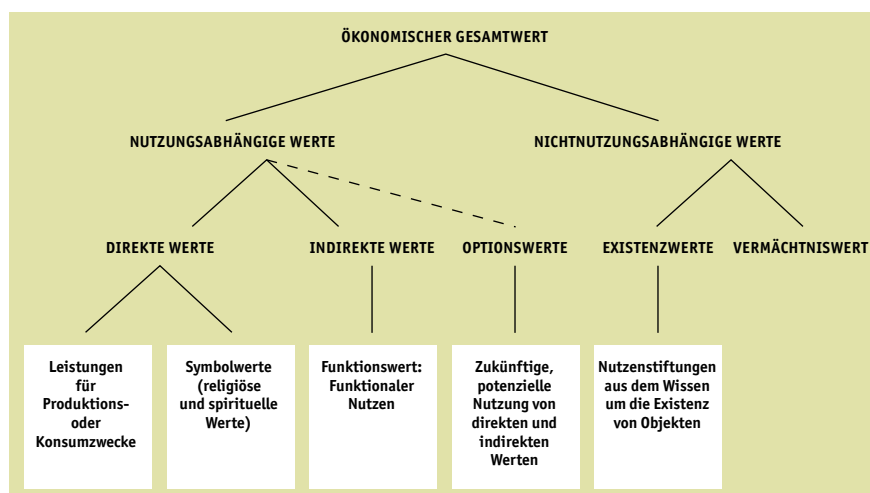 ÖKONOMISCHER GESAMTWERT
NUTZUNGSABHÄNGIGE WERTE
NICHTNUTZUNGSABHÄNGIGE WERTE
DIREKTE WERTE
INDIREKTE WERTE
OPTIONSWERTE
EXISTENZWERTE
VERMÄCHTNISWERT
Leistungen
für
Produktions-
oder
Konsumzwecke
Symbolwerte
(religiöse
und spirituelle
Werte)
Funktionswert:
Funktionaler
Nutzen
Zukünftige,
potenzielle
Nutzung von
direkten und
indirekten
Werten
Nutzenstiftungen
aus dem Wissen
um die Existenz
von Objekten